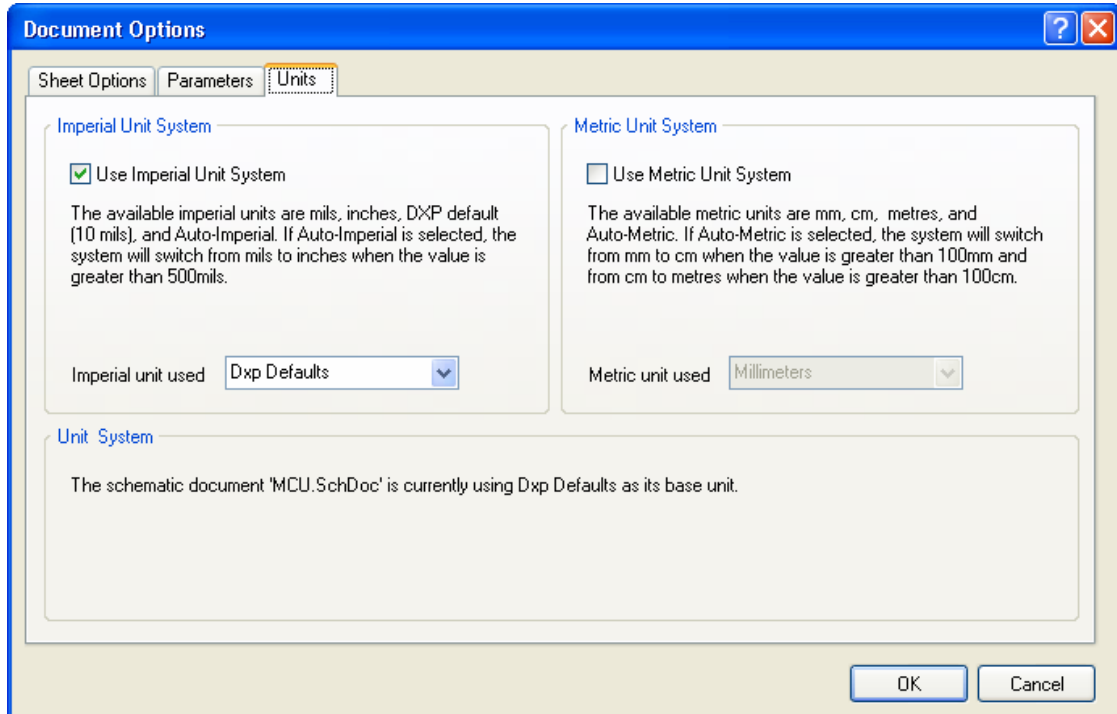 Document Options
?
Sheet Options
Parameters
Units
Imperial Unit System
Use Imperial Unit System
The available imperial units are mils, inches, DXP default
(10 mils), and Auto-Imperial. If Auto-Imperial is selected, the
system will switch from mils to inches when the value is
greater than 500mils.
Imperial unit used
Dxp Defaults
Metric Unit System
Use Metric Unit System
The available metric units are mm, cm,  metres, and
Auto-Metric. If Auto-Metric is selected, the system will switch
from mm to cm when the value is greater than 100mm and
from cm to metres when the value is greater than 100cm.
Metric unit used
Millimeters
Unit  System
The schematic document 'MCU.SchDoc' is currently using Dxp Defaults as its base unit.
OK
Cancel